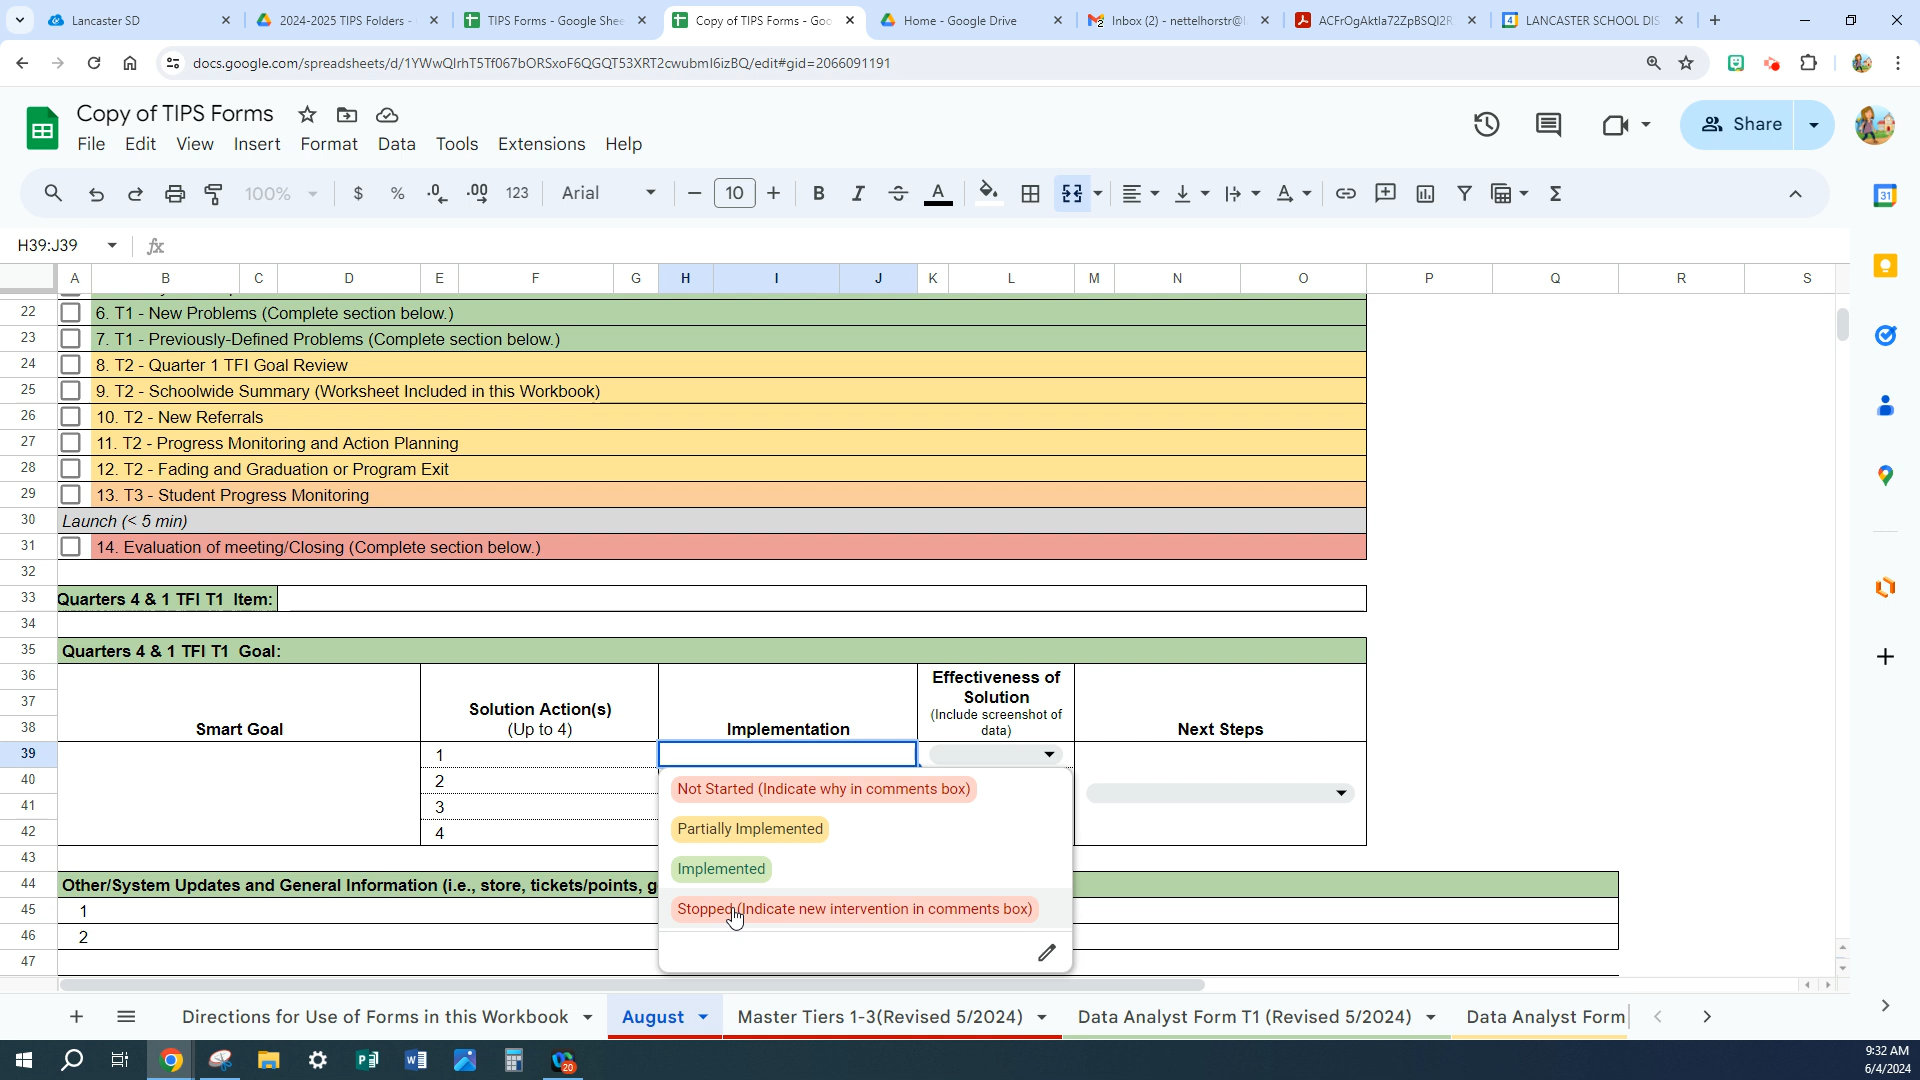 Lancaster SD
2024-2025 TIPS Folders -
TIPS Forms - Google Shee
Copy of TIPS Forms - Goo
Home - Google Drive
Inbox (2) - nettelhorstr@l
ACFrOgAktla72ZpBSQI2R
LANCASTER SCHOOL DIS
docs.google.com/spreadsheets/d/1YWwQIrhT5Tf067bORSxoF6QGQT53XRT2cwubmI6izBQ/edit#gid=2066091191
Copy of TIPS Forms
Share
File Edit View Insert Format Data Tools Extensions Help
100% $ % .0 .00 123 Arial 10 B I A
H39:J39 fx
A B C D E F G H I J K L M N O P Q R S
22 6. T1 - New Problems (Complete section below.)
23 7. T1 - Previously-Defined Problems (Complete section below.)
24 8. T2 - Quarter 1 TFI Goal Review
25 9. T2 - Schoolwide Summary (Worksheet Included in this Workbook)
26 10. T2 - New Referrals
27 11. T2 - Progress Monitoring and Action Planning
28 12. T2 - Fading and Graduation or Program Exit
29 13. T3 - Student Progress Monitoring
30 Launch (< 5 min)
31 14. Evaluation of meeting/Closing (Complete section below.)
32
33 Quarters 4 & 1 TFI T1 Item:
34
35 Quarters 4 & 1 TFI T1 Goal:
36 Effectiveness of
37 Solution
Solution Action(s) (Include screenshot of
38 Smart Goal (Up to 4) Implementation data) Next Steps
39 1
40 2
41 3
42 4
43
44 Other/System Updates and General Information (i.e., store, tickets/points, g
45 1
46 2
47
Not Started (Indicate why in comments box)
Partially Implemented
Implemented
Stopped (Indicate new intervention in comments box)
Directions for Use of Forms in this Workbook August Master Tiers 1-3(Revised 5/2024) Data Analyst Form T1 (Revised 5/2024) Data Analyst Form
31
20
9:32 AM
6/4/2024